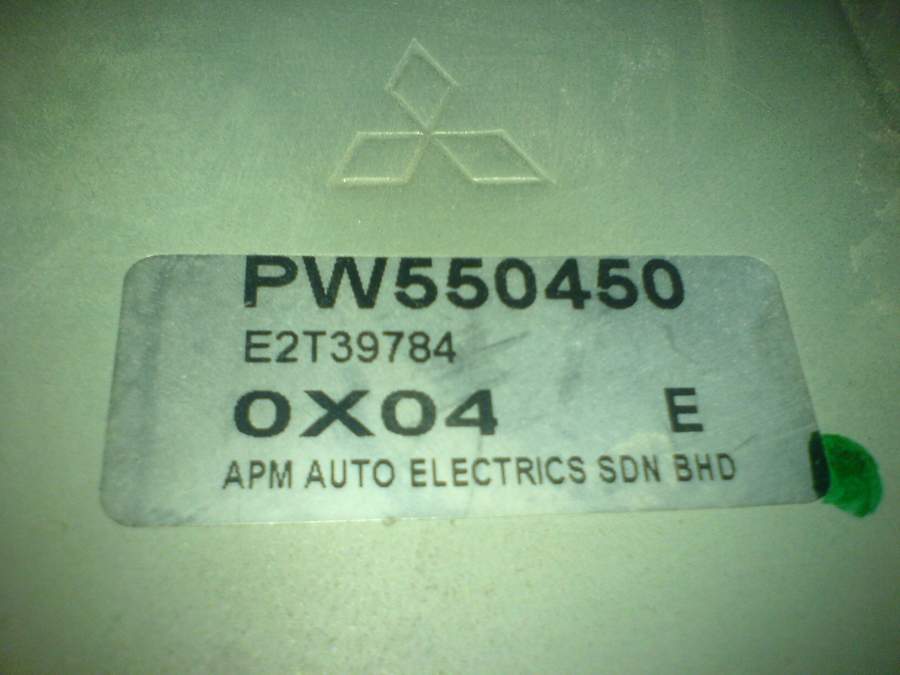 PW550450
E2T39784
0X04 E
APM AUTO ELECTRICS SDN BHD